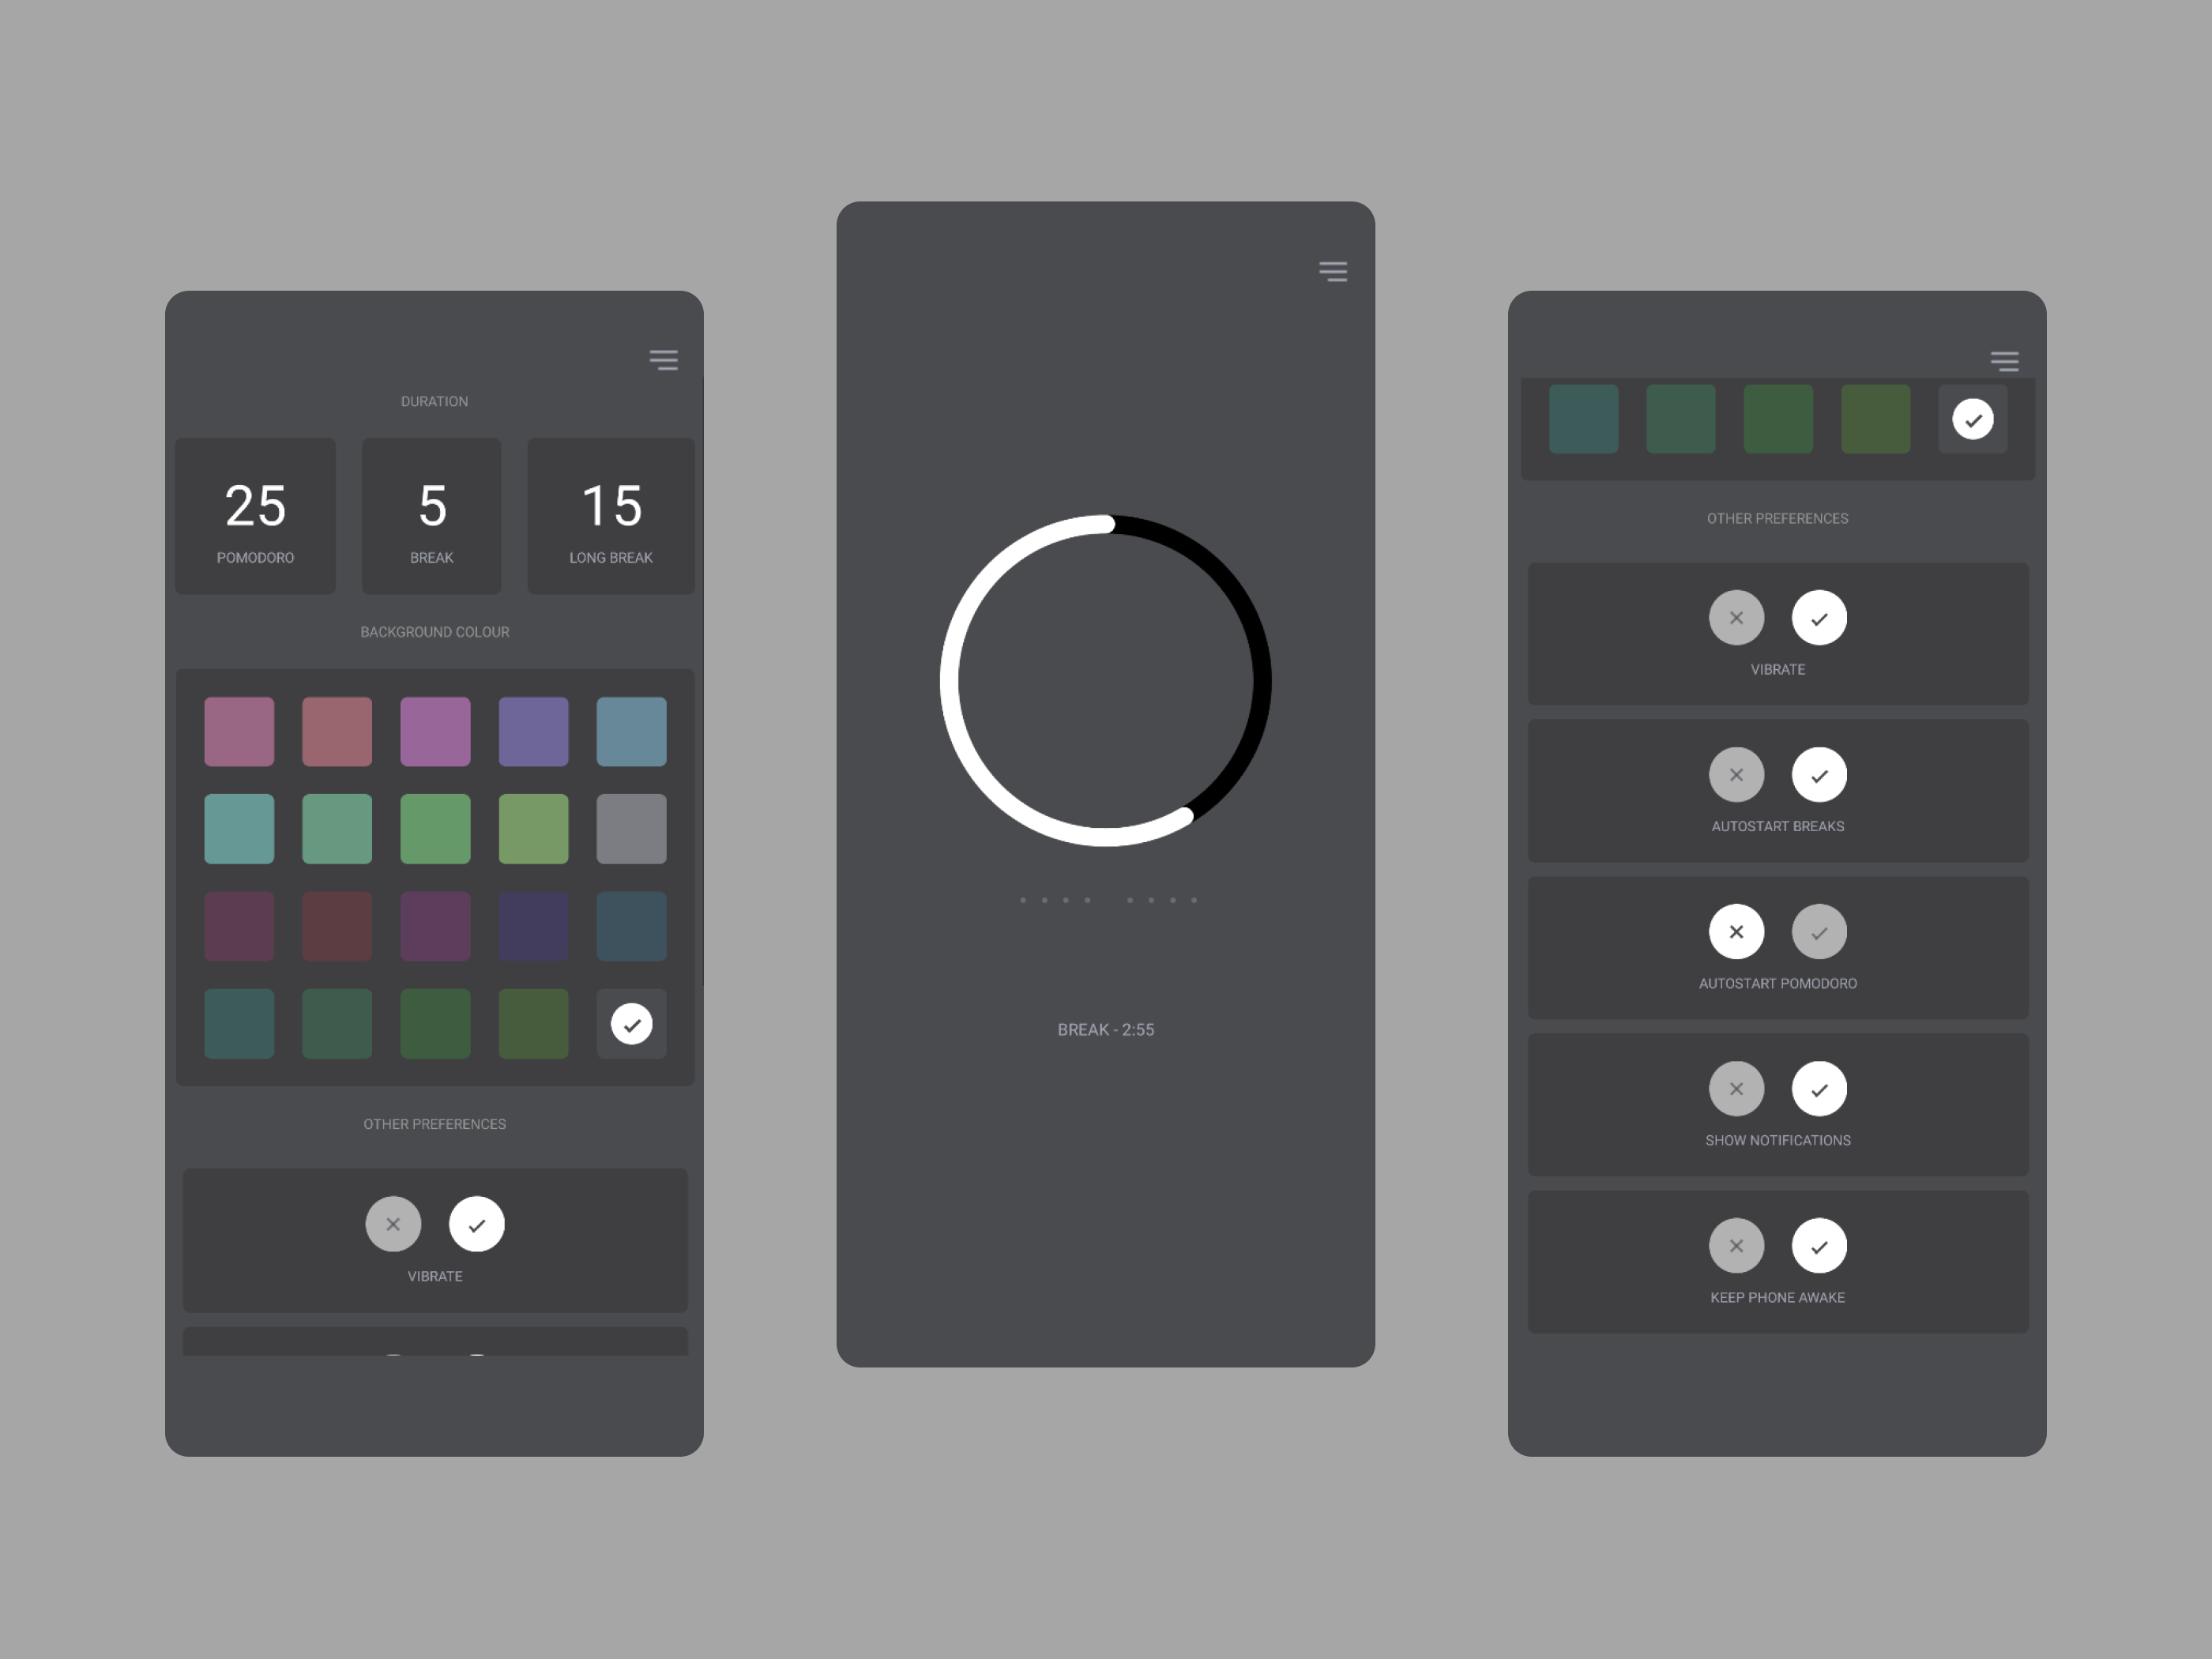 DURATION
25 5 15
POMODORO BREAK LONG BREAK
BACKGROUND COLOUR
OTHER PREFERENCES
VIBRATE
BREAK - 2:55
OTHER PREFERENCES
VIBRATE
AUTOSTART BREAKS
AUTOSTART POMODORO
SHOW NOTIFICATIONS
KEEP PHONE AWAKE